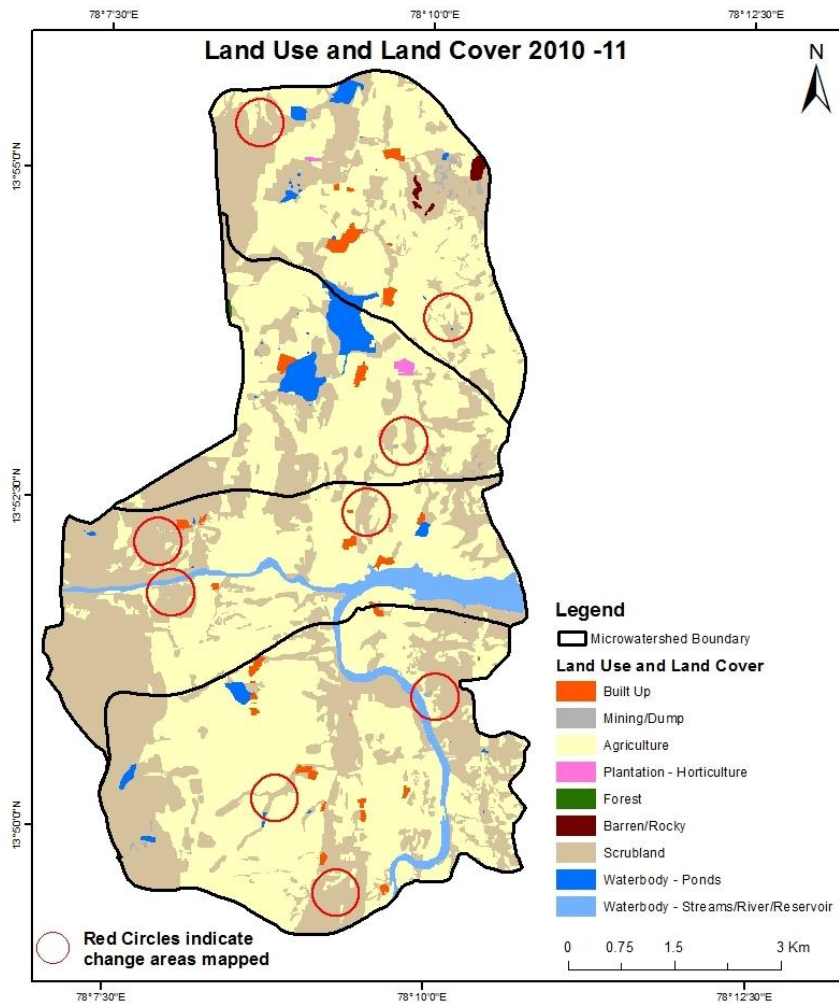 78°7'30"E 78°10'0"E 78°12'30"E
Land Use and Land Cover 2010 -11
N
13°55'0"N
13°52'30"N
13°50'0"N
Legend
Microwatershed Boundary
Land Use and Land Cover
Built Up
Mining/Dump
Agriculture
Plantation - Horticulture
Forest
Barren/Rocky
Scrubland
Waterbody - Ponds
Waterbody - Streams/River/Reservoir
Red Circles indicate
change areas mapped
0 0.75 1.5 3 Km
78°7'30"E 78°10'0"E 78°12'30"E